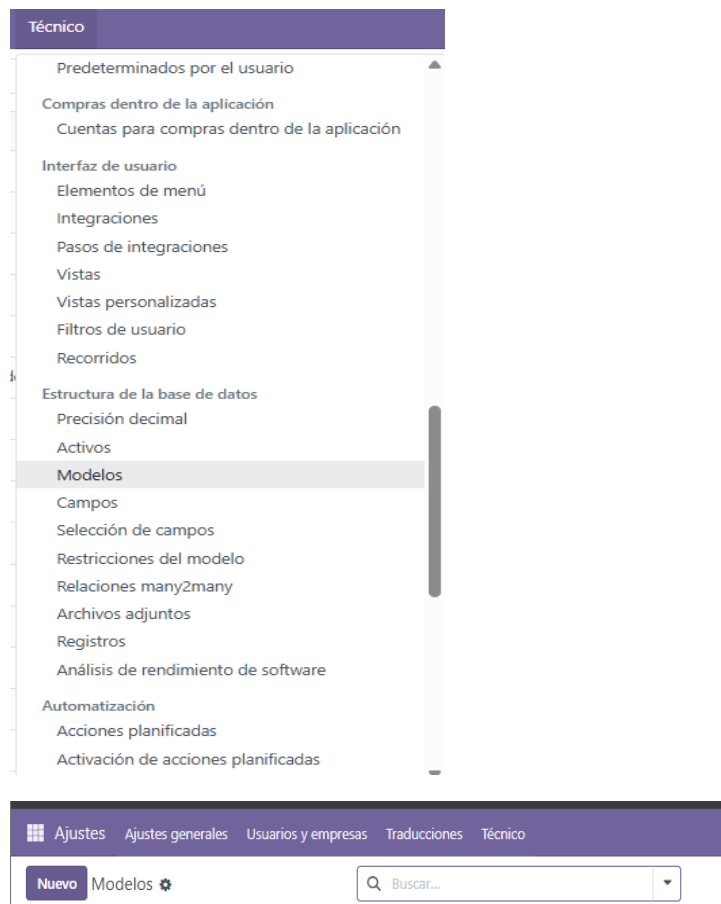 Técnico
Predeterminados por el usuario
Compras dentro de la aplicación
Cuentas para compras dentro de la aplicación
Interfaz de usuario
Elementos de menú
Integraciones
Pasos de integraciones
Vistas
Vistas personalizadas
Filtros de usuario
Recorridos
Estructura de la base de datos
Precisión decimal
Activos
Modelos
Campos
Selección de campos
Restricciones del modelo
Relaciones many2many
Archivos adjuntos
Registros
Análisis de rendimiento de software
Automatización
Acciones planificadas
Activación de acciones planificadas
Ajustes Ajustes generales Usuarios y empresas Traducciones Técnico
Nuevo Modelos Buscar...